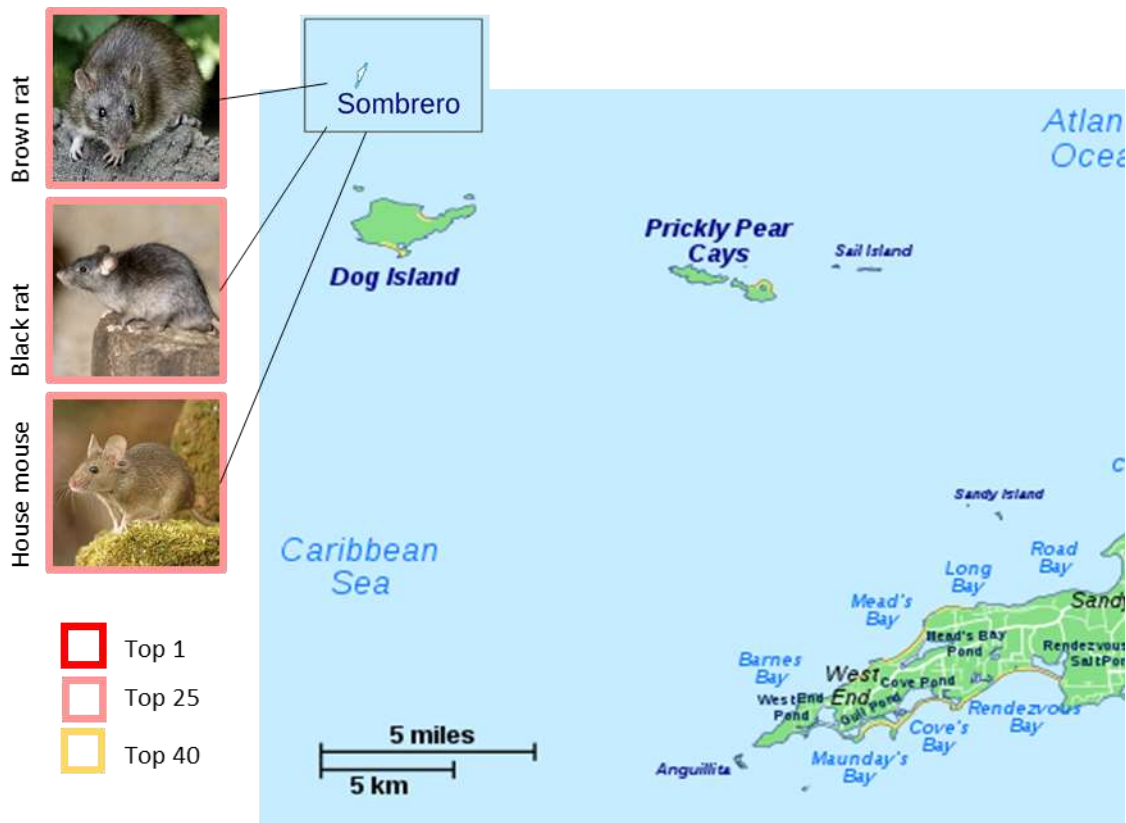 Brown rat
Black rat
House mouse
Top 1
Top 25
Top 40
Sombrero
Atlan
Ocea
Dog Island
Prickly Pear
Cays
Sail Island
Sandy Island
Caribbean
Sea
Road
Bay
Long
Bay
Mead's
Bay
Sandy
Mead's Bay
Pond
Rendezvous
Salt Pon
Barnes
Bay
West
End
Cove Pond
West End
Pond
Gull Pond
Rendezvous
Bay
Cove's
Bay
Maunday's
Bay
Anguillita
5 miles
5 km
C